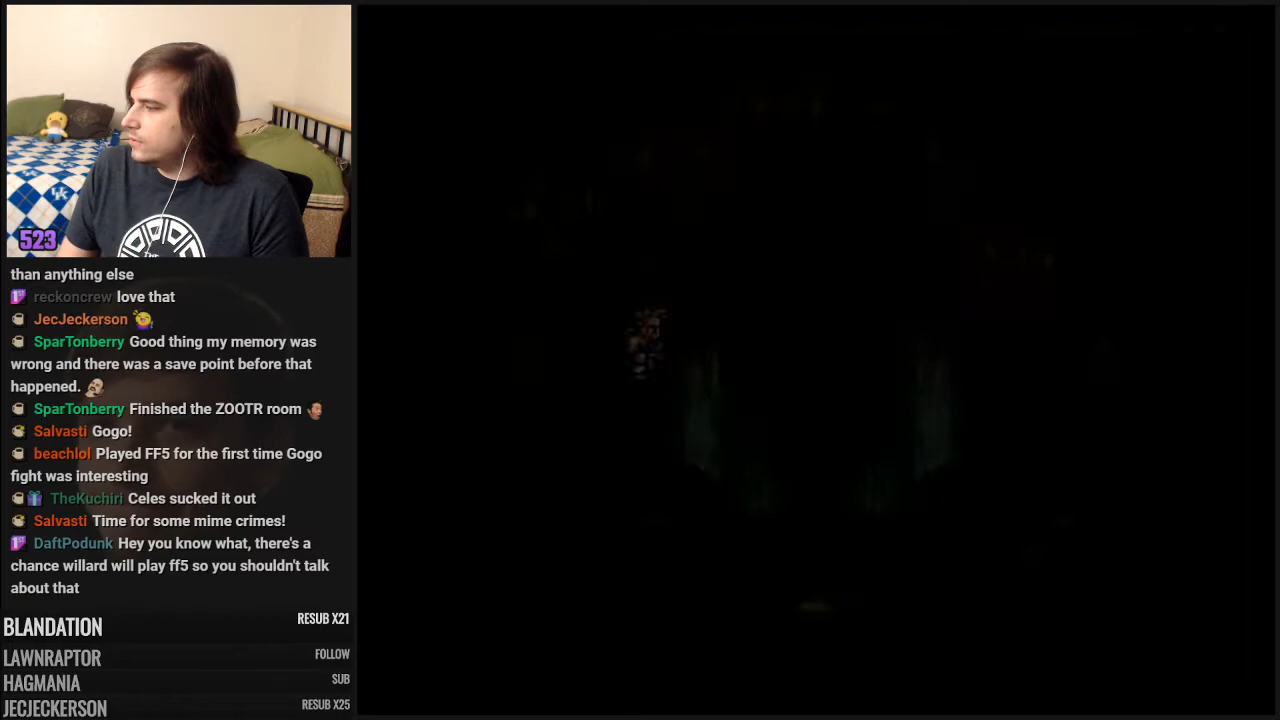 UK
523
than anything else
reckoncrew love that
JecJeckerson
SparTonberry Good thing my memory was
wrong and there was a save point before that
happened.
SparTonberry Finished the ZOOTR room
Salvasti Gogo!
beachlol Played FF5 for the first time Gogo
fight was interesting
TheKuchiri Celes sucked it out
Salvasti Time for some mime crimes!
DaftPodunk Hey you know what, there's a
chance willard will play ff5 so you shouldn't talk
about that
BLANDATION RESUB X21
LAWNRAPTOR FOLLOW
HAGMANIA SUB
JECJECKERSON RESUB X25